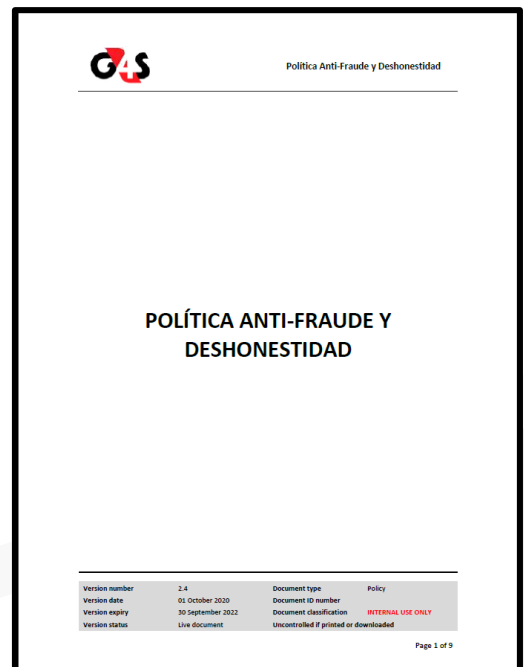 G4S
Política Anti-Fraude y Deshonestidad
POLÍTICA ANTI-FRAUDE Y
DESHONESTIDAD
Version number 2.4 Document type Policy
Version date 01 October 2020 Document ID number
Version expiry 30 September 2022 Document classification INTERNAL USE ONLY
Version status Live document Uncontrolled if printed or downloaded
Page 1 of 9